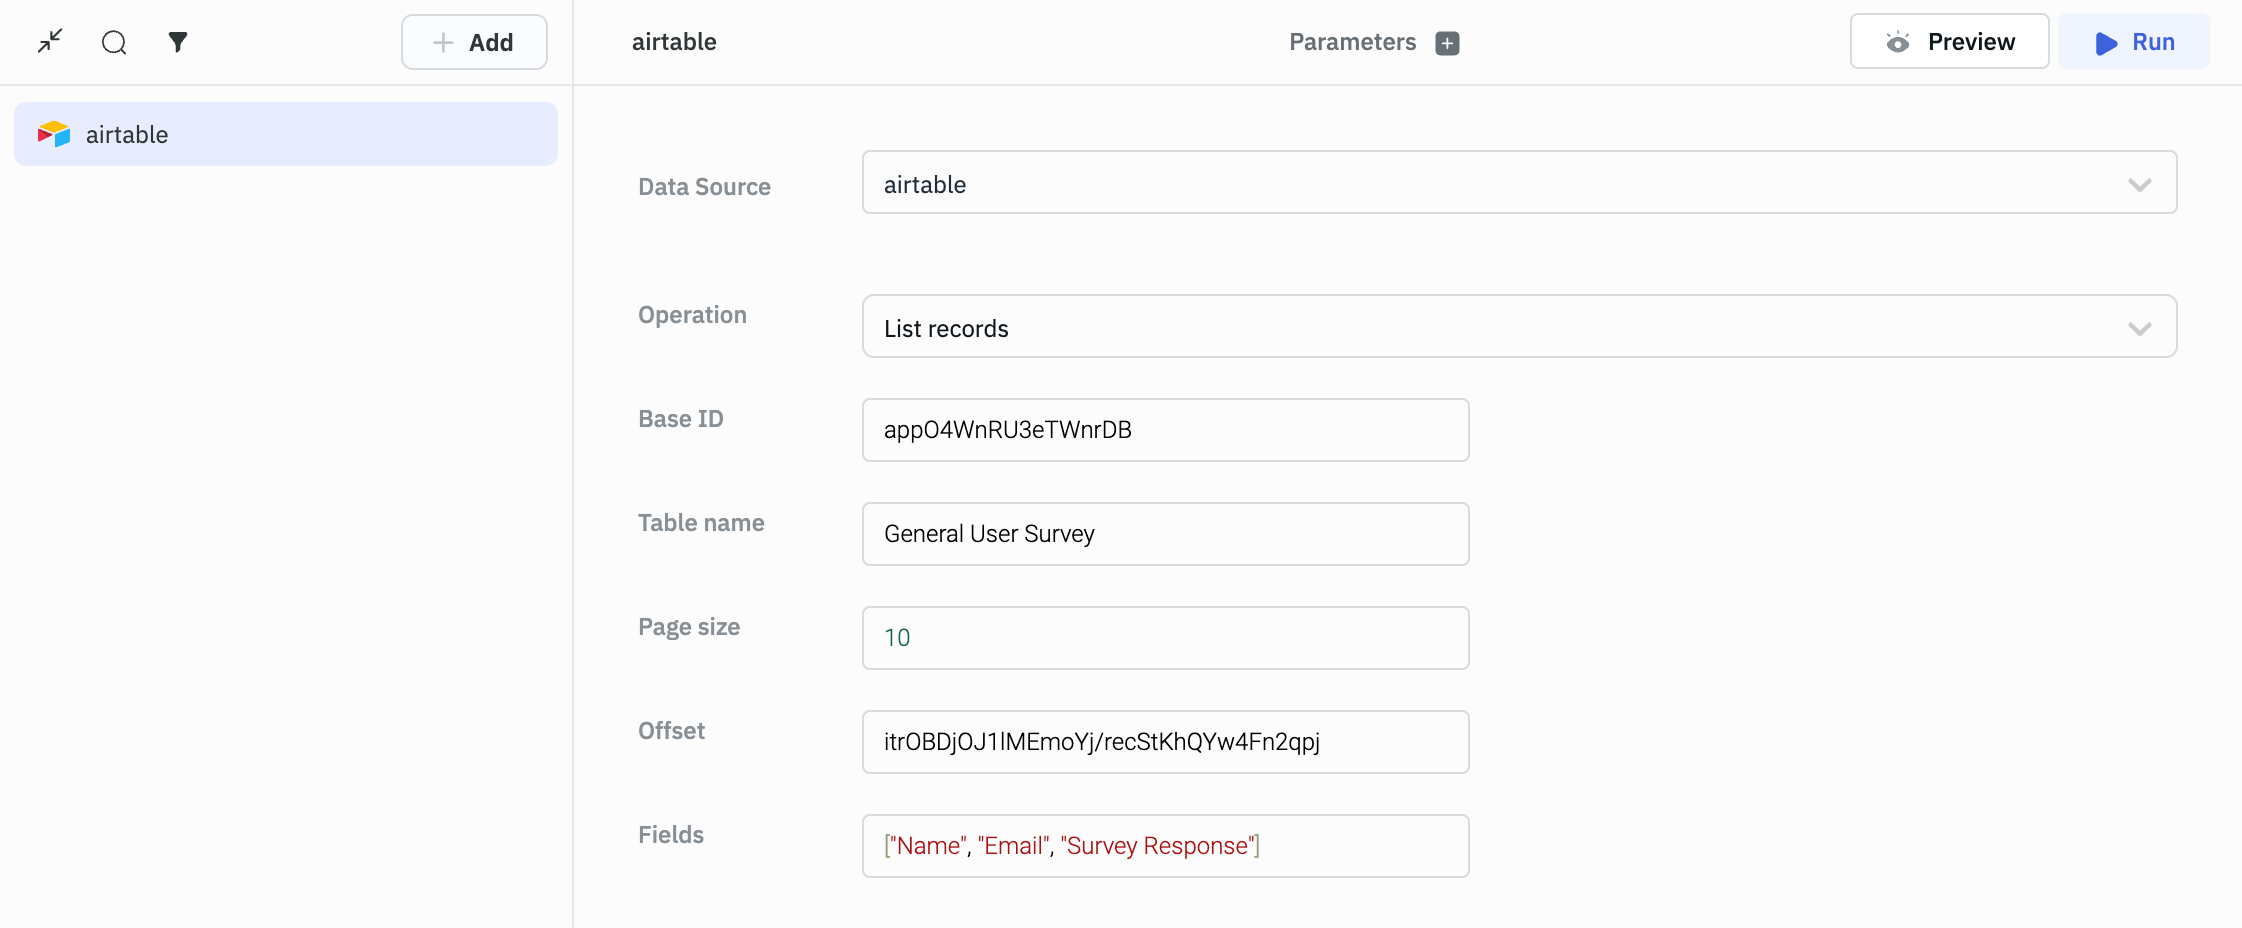 Add
airtable
Parameters
Preview
Run
airtable
Data Source
airtable
Operation
List records
Base ID
appO4WnRU3eTWnrDB
Table name
General User Survey
Page size
10
Offset
itrOBDjOJ1lMEmoYj/recStKhQYw4Fn2qpj
Fields
["Name", "Email", "Survey Response"]